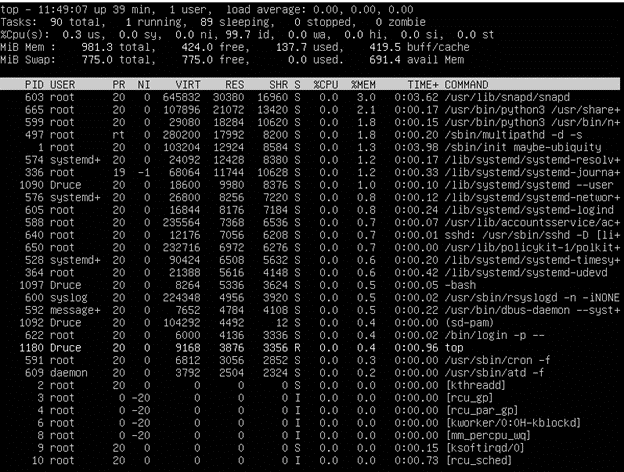 top - 11:49:07 up 39 min, 1 user, load average: 0.00, 0.00, 0.00
Tasks: 90 total, 1 running, 89 sleeping, 0 stopped, 0 zombie
%Cpu(s): 0.3 us, 0.0 sy, 0.0 ni, 99.7 id, 0.0 wa, 0.0 hi, 0.0 si, 0.0 st
MiB Mem : 981.3 total, 424.0 free, 137.7 used, 419.5 buff/cache
MiB Swap: 775.0 total, 775.0 free, 0.0 used. 691.4 avail Mem
PID USER PR NI VIRT RES SHR S %CPU %MEM TIME+ COMMAND
603 root 20 0 645832 30380 16960 S 0.0 3.0 0:03.62 /usr/lib/snapd/snapd
665 root 20 0 107896 21072 13420 S 0.0 2.1 0:00.15 /usr/bin/python3 /usr/share+
599 root 20 0 29080 18284 10620 S 0.0 1.8 0:00.15 /usr/bin/python3 /usr/bin/n+
497 root rt 0 280200 17992 8200 S 0.0 1.8 0:00.20 /sbin/multipathd -d -s
1 root 20 0 103204 12924 8584 S 0.0 1.3 0:03.98 /sbin/init maybe-ubiquity
574 systemd+ 20 0 24092 12428 8380 S 0.0 1.2 0:00.17 /lib/systemd/systemd-resolv+
336 root 19 -1 68064 11744 10628 S 0.0 1.2 0:00.33 /lib/systemd/systemd-journa+
1090 Druce 20 0 18600 9980 8376 S 0.0 1.0 0:00.10 /lib/systemd/systemd --user
576 systemd+ 20 0 26800 8256 7220 S 0.0 0.8 0:00.12 /lib/systemd/systemd-networ+
605 root 20 0 16844 8176 7184 S 0.0 0.8 0:00.24 /lib/systemd/systemd-logind
588 root 20 0 235564 7068 6536 S 0.0 0.7 0:00.07 /usr/lib/accountsservice/ac+
640 root 20 0 12176 7056 6208 S 0.0 0.7 0:00.01 sshd: /usr/sbin/sshd -D [li+
650 root 20 0 232716 6972 6276 S 0.0 0.7 0:00.00 /usr/lib/policykit-1/polkit+
528 systemd+ 20 0 90424 6508 5632 S 0.0 0.6 0:00.20 /lib/systemd/systemd-timesy+
364 root 20 0 21388 5616 4148 S 0.0 0.6 0:00.42 /lib/systemd/systemd-udevd
1097 Druce 20 0 8264 5336 3624 S 0.0 0.5 0:00.05 -bash
600 syslog 20 0 224348 4956 3920 S 0.0 0.5 0:00.02 /usr/sbin/rsyslogd -n -iNONE
592 message+ 20 0 7652 4784 4108 S 0.0 0.5 0:00.22 /usr/bin/dbus-daemon --syst+
1092 Druce 20 0 104292 4492 12 S 0.0 0.4 0:00.00 (sd-pam)
622 root 20 0 6000 4136 3336 S 0.0 0.4 0:00.02 /bin/login -p --
1180 Druce 20 0 9168 3876 3356 R 0.0 0.4 0:00.96 top
591 root 20 0 6812 3056 2852 S 0.0 0.3 0:00.00 /usr/sbin/cron -f
609 daemon 20 0 3792 2504 2324 S 0.0 0.2 0:00.00 /usr/sbin/atd -f
2 root 20 0 0 0 0 S 0.0 0.0 0:00.00 [kthreadd]
3 root 0 -20 0 0 0 I 0.0 0.0 0:00.00 [rcu_gp]
4 root 0 -20 0 0 0 I 0.0 0.0 0:00.00 [rcu_par_gp]
6 root 0 -20 0 0 0 I 0.0 0.0 0:00.00 [kworker/0:0H-kblockd]
8 root 0 -20 0 0 0 I 0.0 0.0 0:00.00 [mm_percpu_wq]
9 root 20 0 0 0 0 S 0.0 0.0 0:00.15 [ksoftirqd/0]
10 root 20 0 0 0 0 I 0.0 0.0 0:00.73 [rcu_sched]